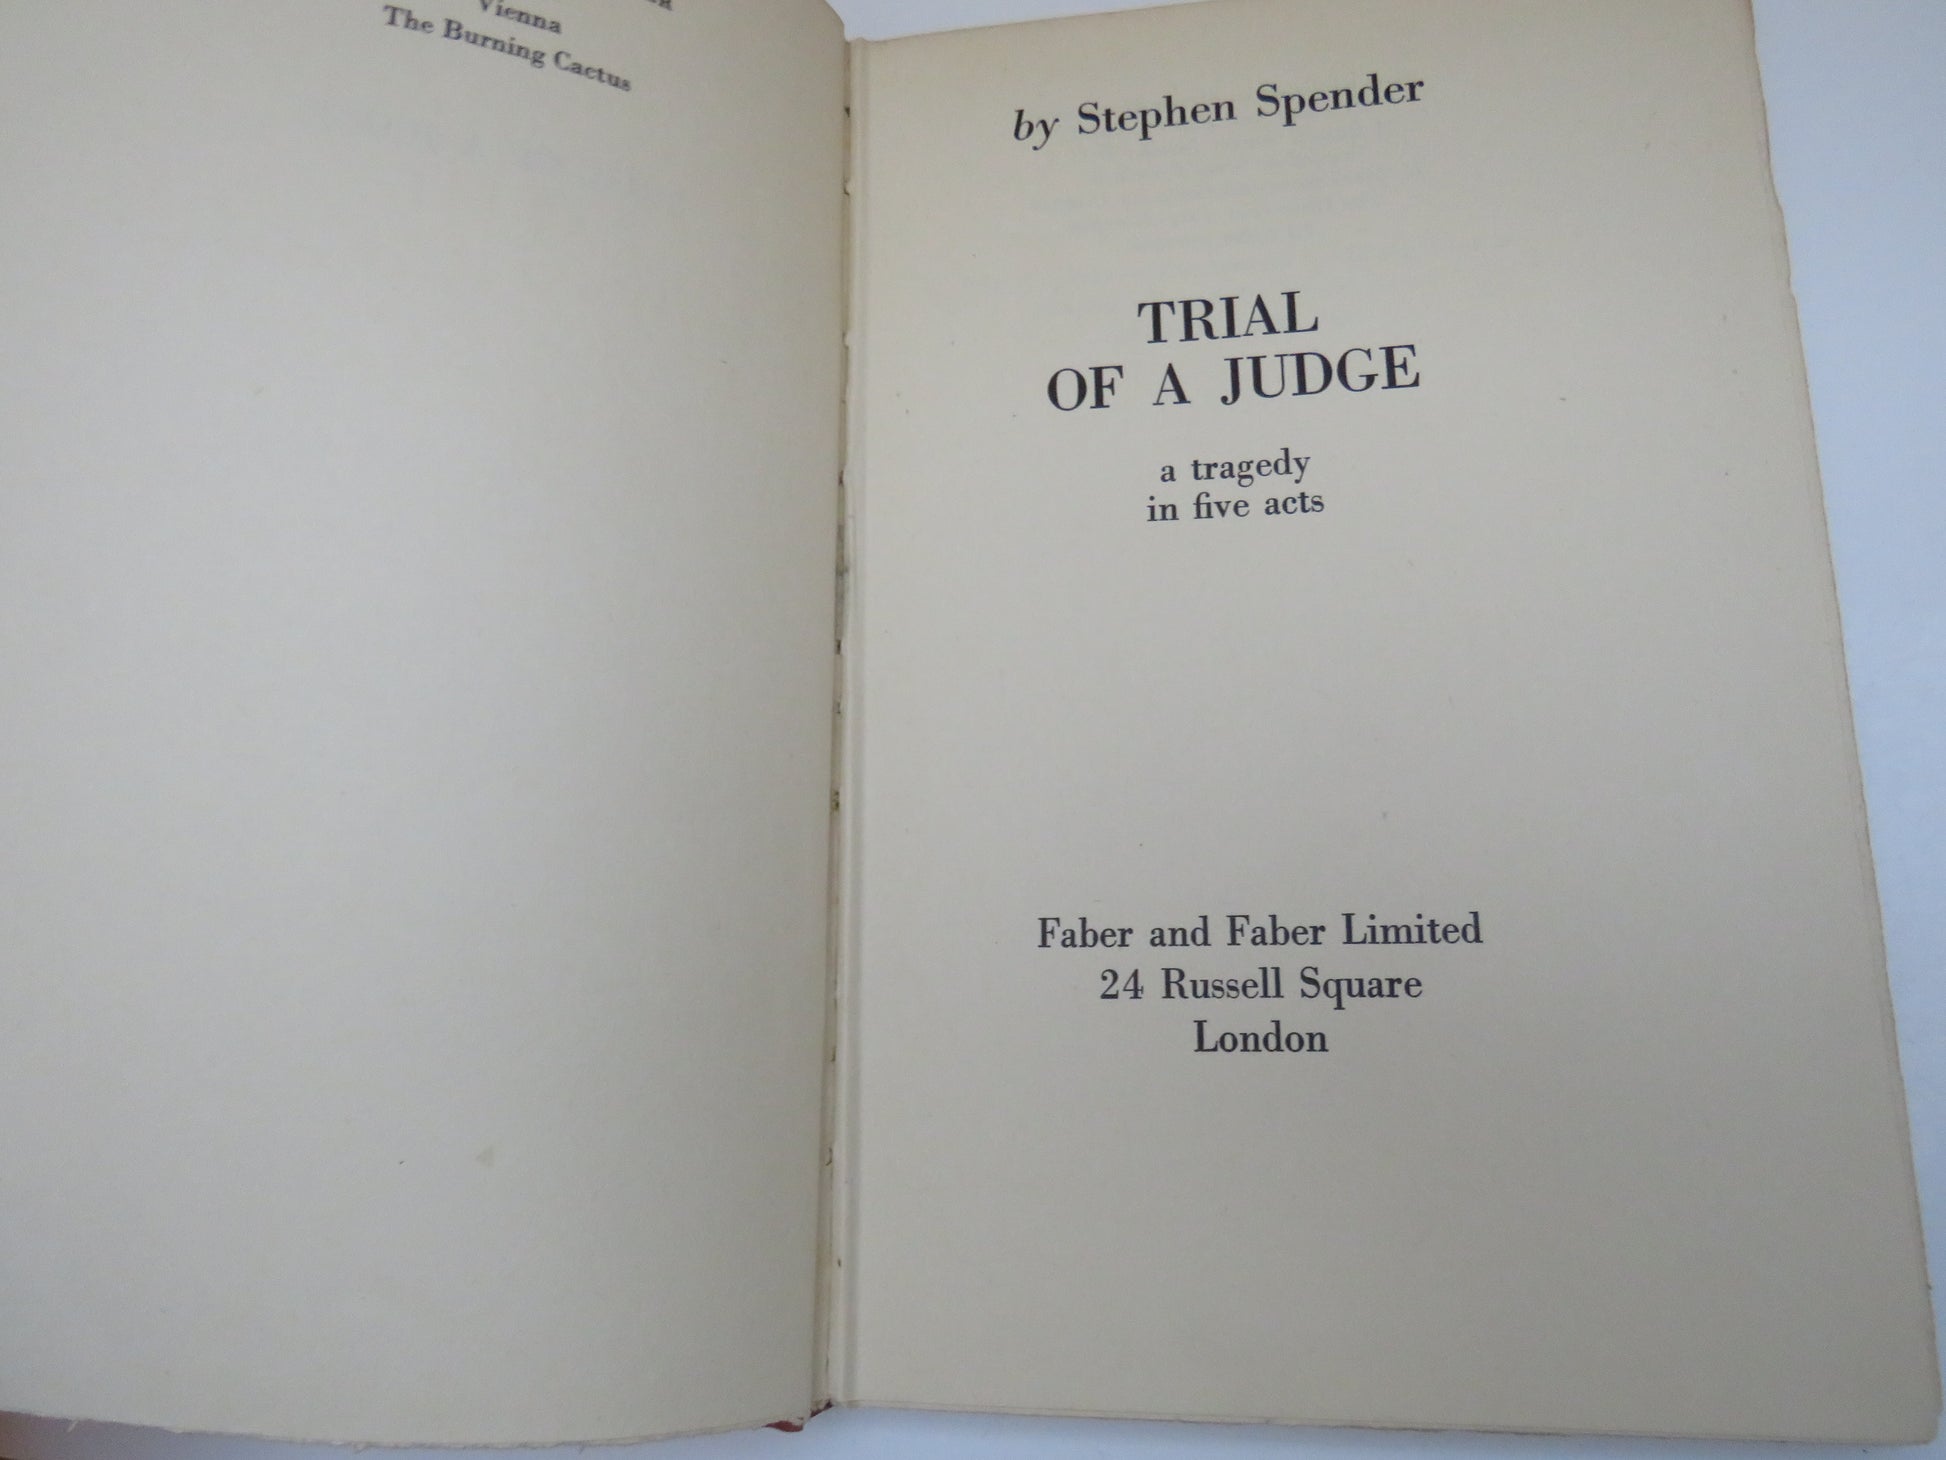 Vienna
The Burning Cactus
by Stephen Spender
TRIAL
OF A JUDGE
a tragedy
in five acts
Faber and Faber Limited
24 Russell Square
London